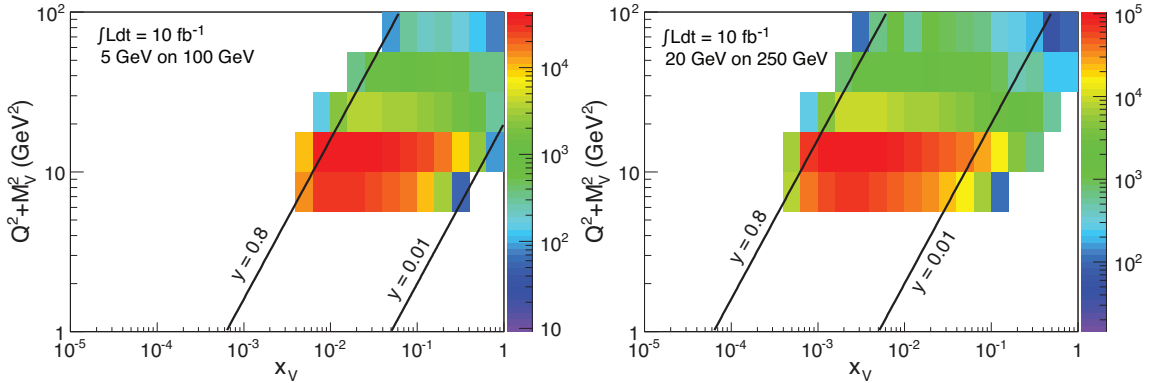 ∫Ldt = 10 fb⁻¹
5 GeV on 100 GeV
y = 0.8
y = 0.01
Q²+M²_V (GeV²)
10²
10
1
10⁻⁵ 10⁻⁴ 10⁻³ 10⁻² 10⁻¹ 1
x_V
10⁴
10³
10²
10
∫Ldt = 10 fb⁻¹
20 GeV on 250 GeV
y = 0.8
y = 0.01
Q²+M²_V (GeV²)
10²
10
1
10⁻⁵ 10⁻⁴ 10⁻³ 10⁻² 10⁻¹ 1
x_V
10⁵
10⁴
10³
10²